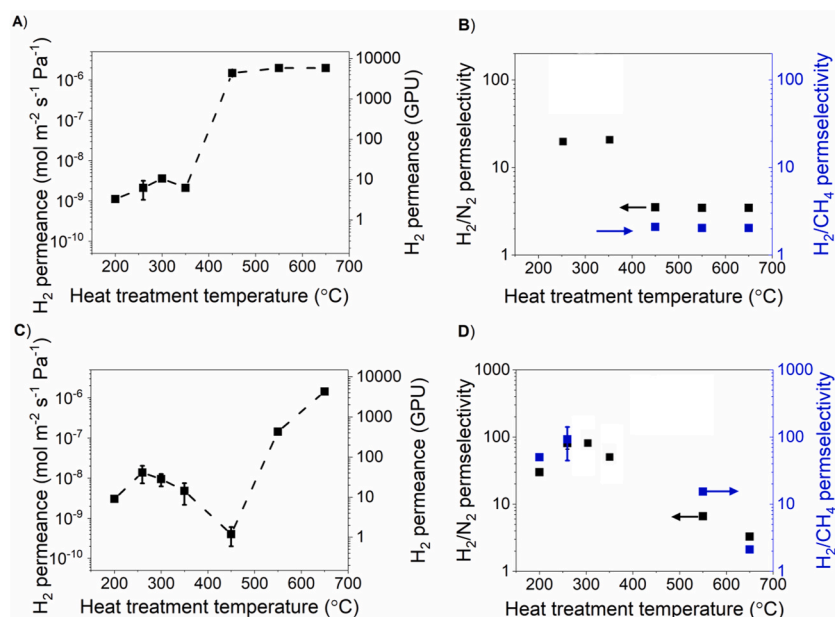 A)
H₂ permeance (mol m⁻² s⁻¹ Pa⁻¹)
10⁻⁶
10⁻⁷
10⁻⁸
10⁻⁹
10⁻¹⁰
10000
1000
100
10
1
H₂ permeance (GPU)
200 300 400 500 600 700
Heat treatment temperature (°C)
B)
H₂/N₂ permselectivity
100
10
1
100
10
1
H₂/CH₄ permselectivity
200 300 400 500 600 700
Heat treatment temperature (°C)
C)
H₂ permeance (mol m⁻² s⁻¹ Pa⁻¹)
10⁻⁶
10⁻⁷
10⁻⁸
10⁻⁹
10⁻¹⁰
10000
1000
100
10
1
H₂ permeance (GPU)
200 300 400 500 600 700
Heat treatment temperature (°C)
D)
H₂/N₂ permselectivity
1000
100
10
1
1000
100
10
1
H₂/CH₄ permselectivity
200 300 400 500 600 700
Heat treatment temperature (°C)